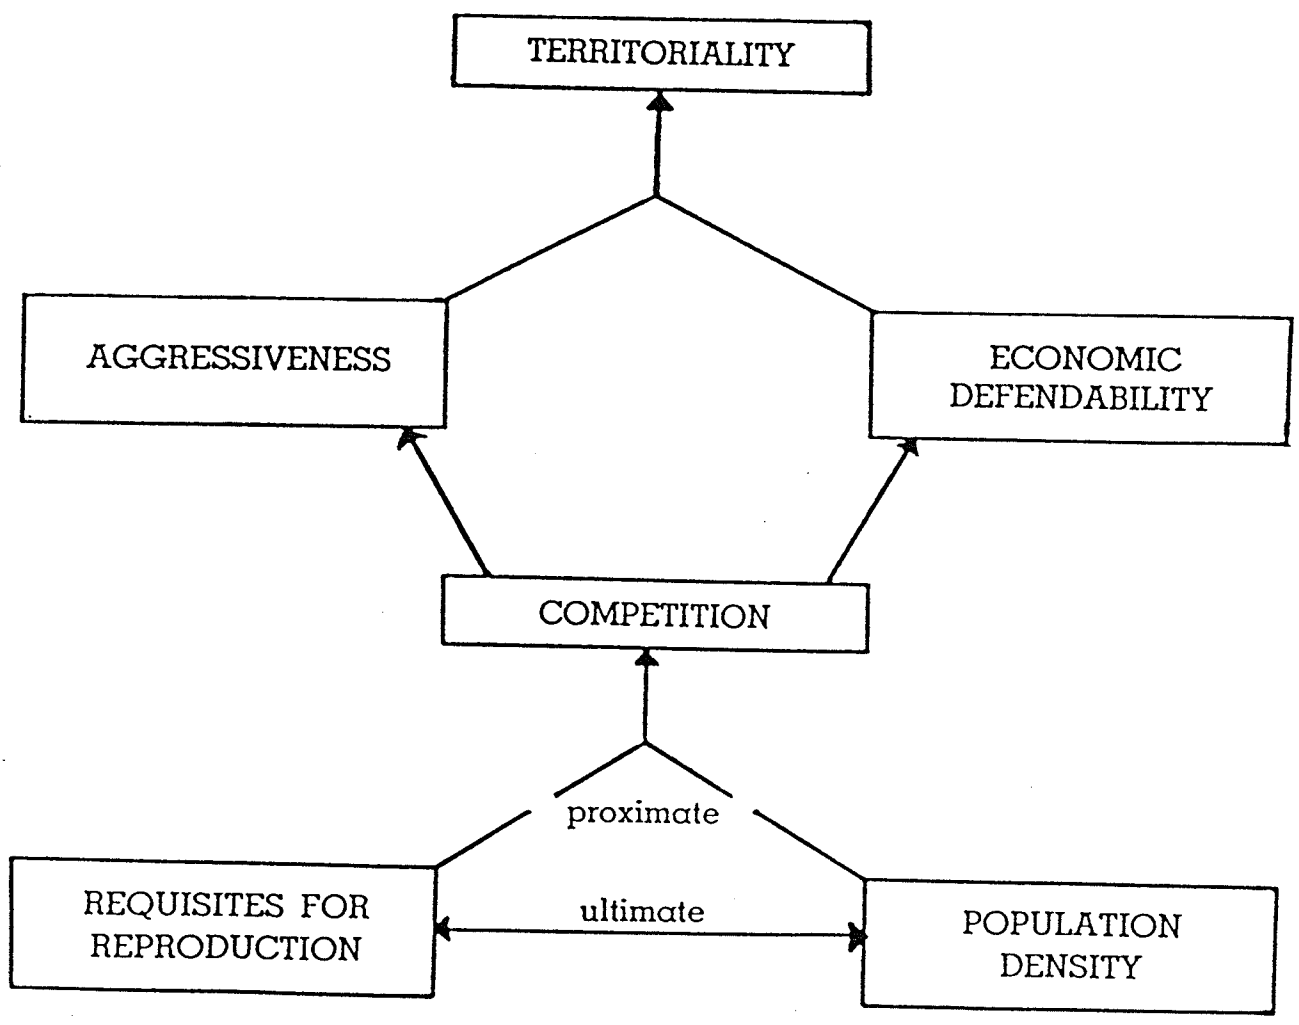 TERRITORIALITY
AGGRESSIVENESS
ECONOMIC
DEFENDABILITY
COMPETITION
proximate
REQUISITES FOR
REPRODUCTION
ultimate
POPULATION
DENSITY